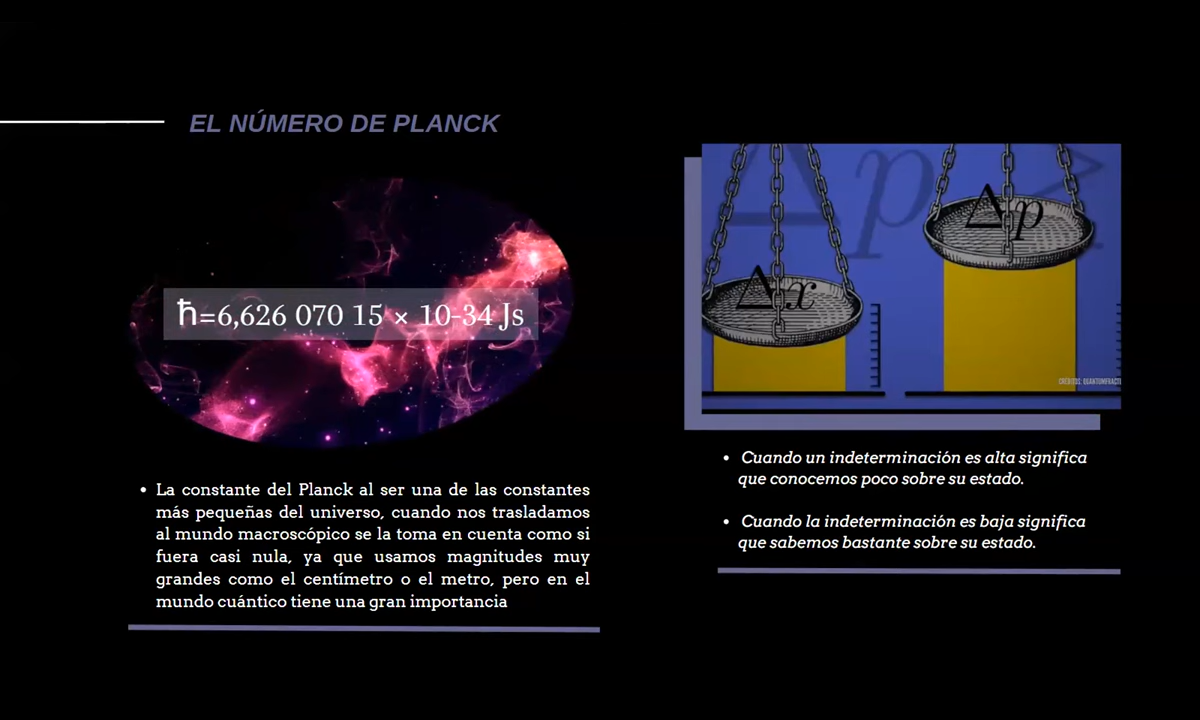 EL NÚMERO DE PLANCK
ħ=6,626 070 15 × 10-34 Js
• La constante del Planck al ser una de las constantes
más pequeñas del universo, cuando nos trasladamos
al mundo macroscópico se la toma en cuenta como si
fuera casi nula, ya que usamos magnitudes muy
grandes como el centímetro o el metro, pero en el
mundo cuántico tiene una gran importancia
Δp
Δp
Δx
• Cuando un indeterminación es alta significa
que conocemos poco sobre su estado.
• Cuando la indeterminación es baja significa
que sabemos bastante sobre su estado.